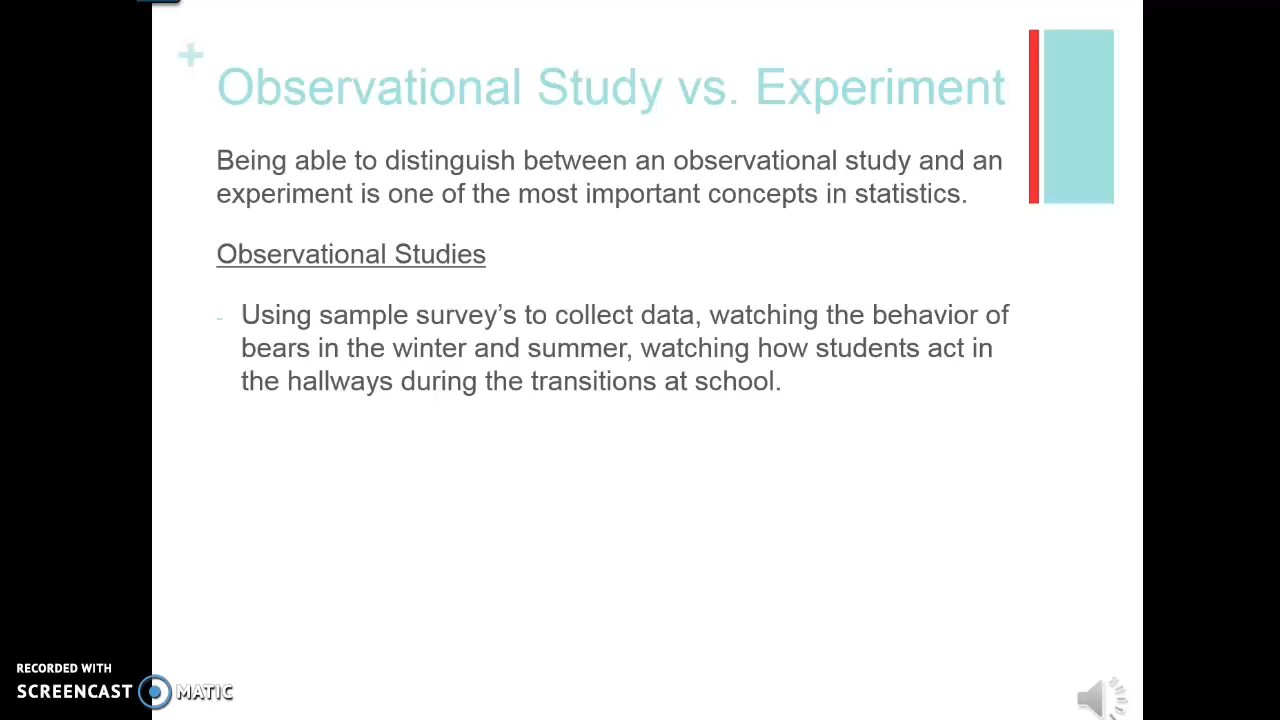 +
Observational Study vs. Experiment
Being able to distinguish between an observational study and an
experiment is one of the most important concepts in statistics.
Observational Studies
- Using sample survey’s to collect data, watching the behavior of
bears in the winter and summer, watching how students act in
the hallways during the transitions at school.
RECORDED WITH
SCREENCAST MATIC